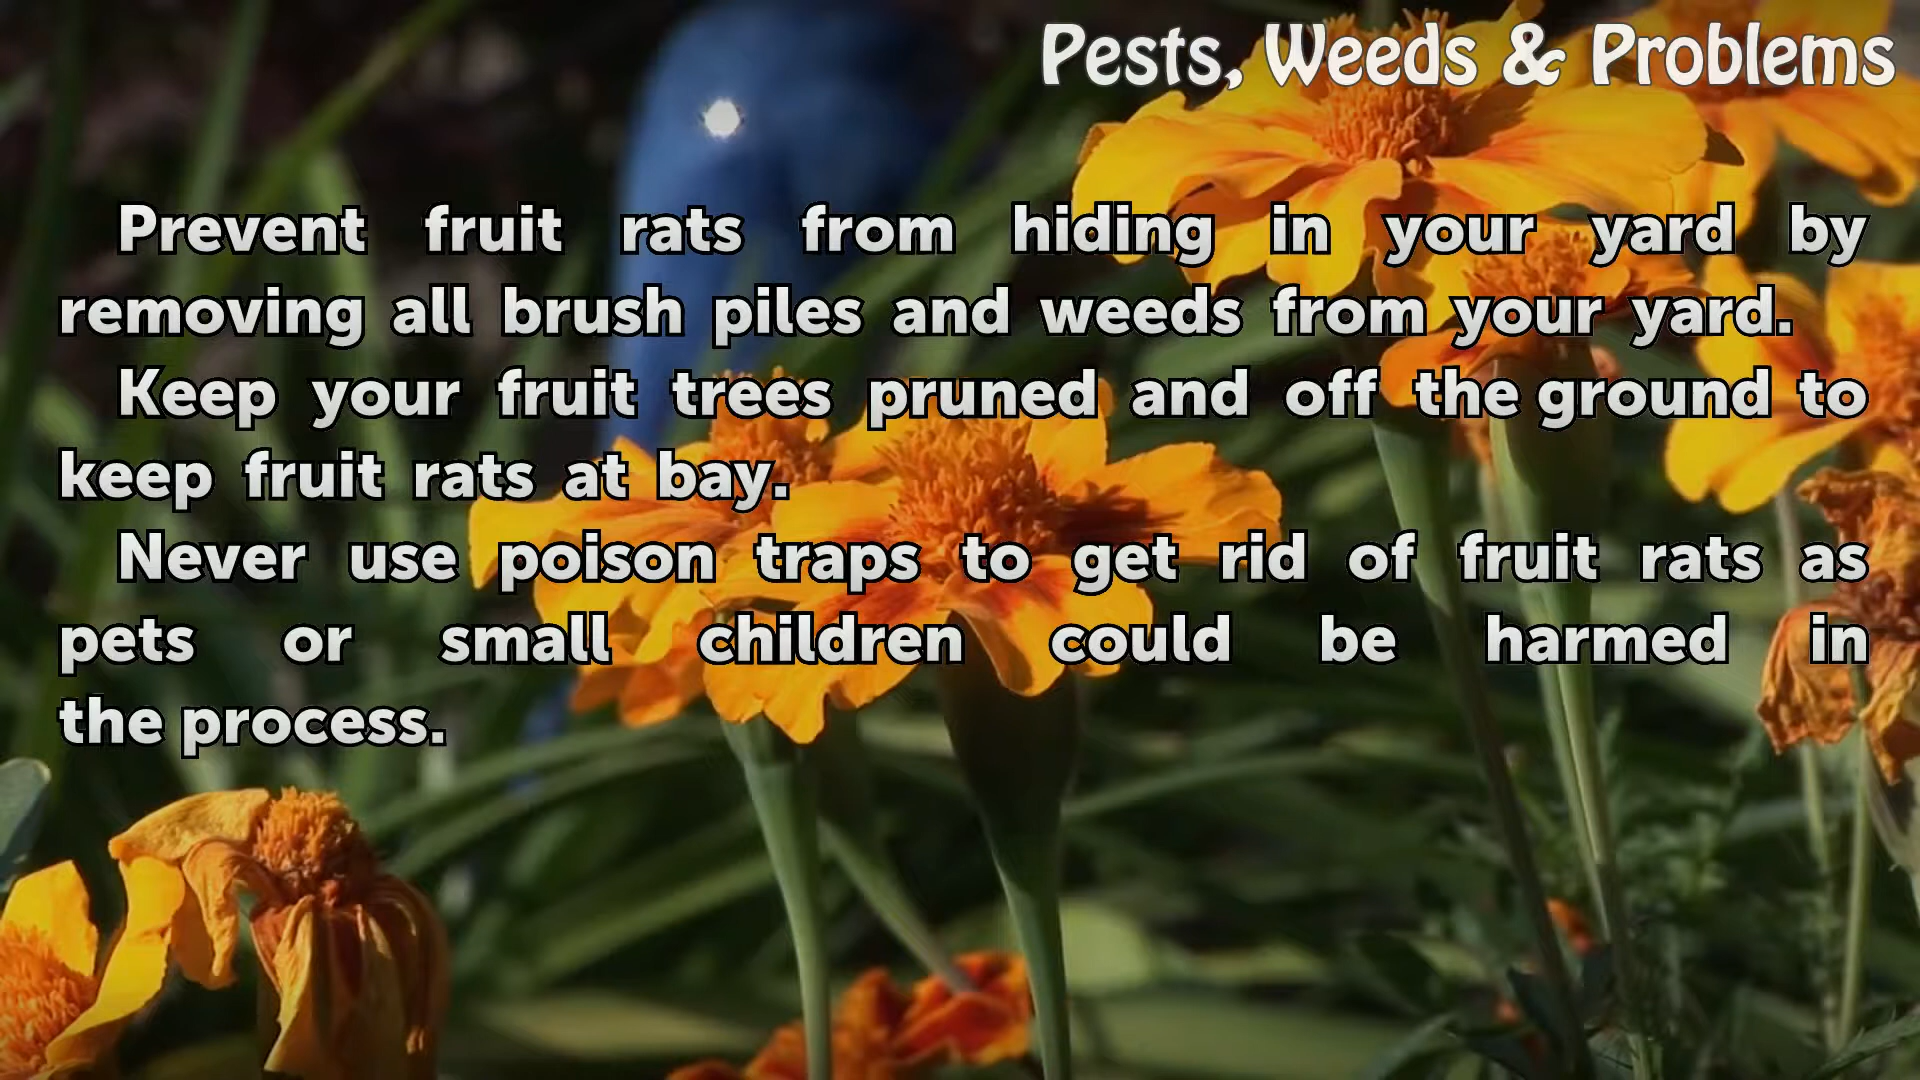 Pests, Weeds & Problems
Prevent fruit rats from hiding in your yard by
removing all brush piles and weeds from your yard.
Keep your fruit trees pruned and off the ground to
keep fruit rats at bay.
Never use poison traps to get rid of fruit rats as
pets or small children could be harmed in
the process.